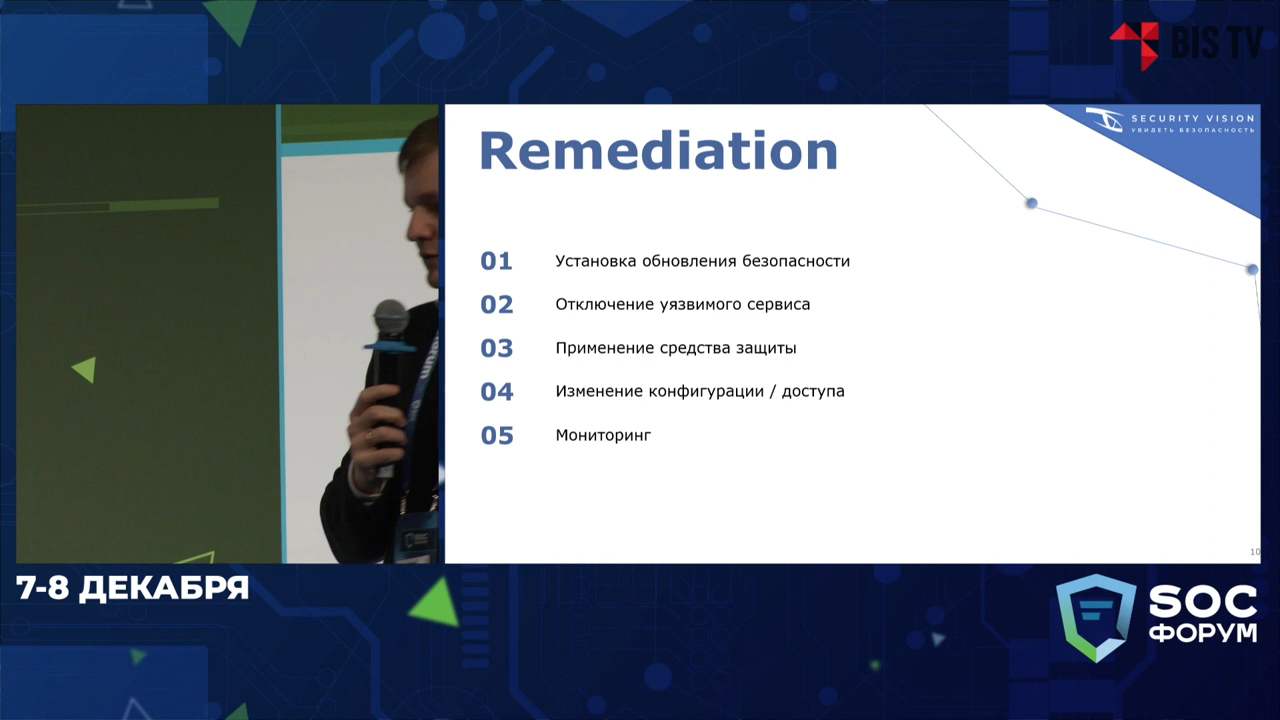 BIS TV
SECURITY VISION
УВИДЕТЬ БЕЗОПАСНОСТЬ
Remediation
01 Установка обновления безопасности
02 Отключение уязвимого сервиса
03 Применение средства защиты
04 Изменение конфигурации / доступа
05 Мониторинг
10
7-8 ДЕКАБРЯ
SOC
ФОРУМ